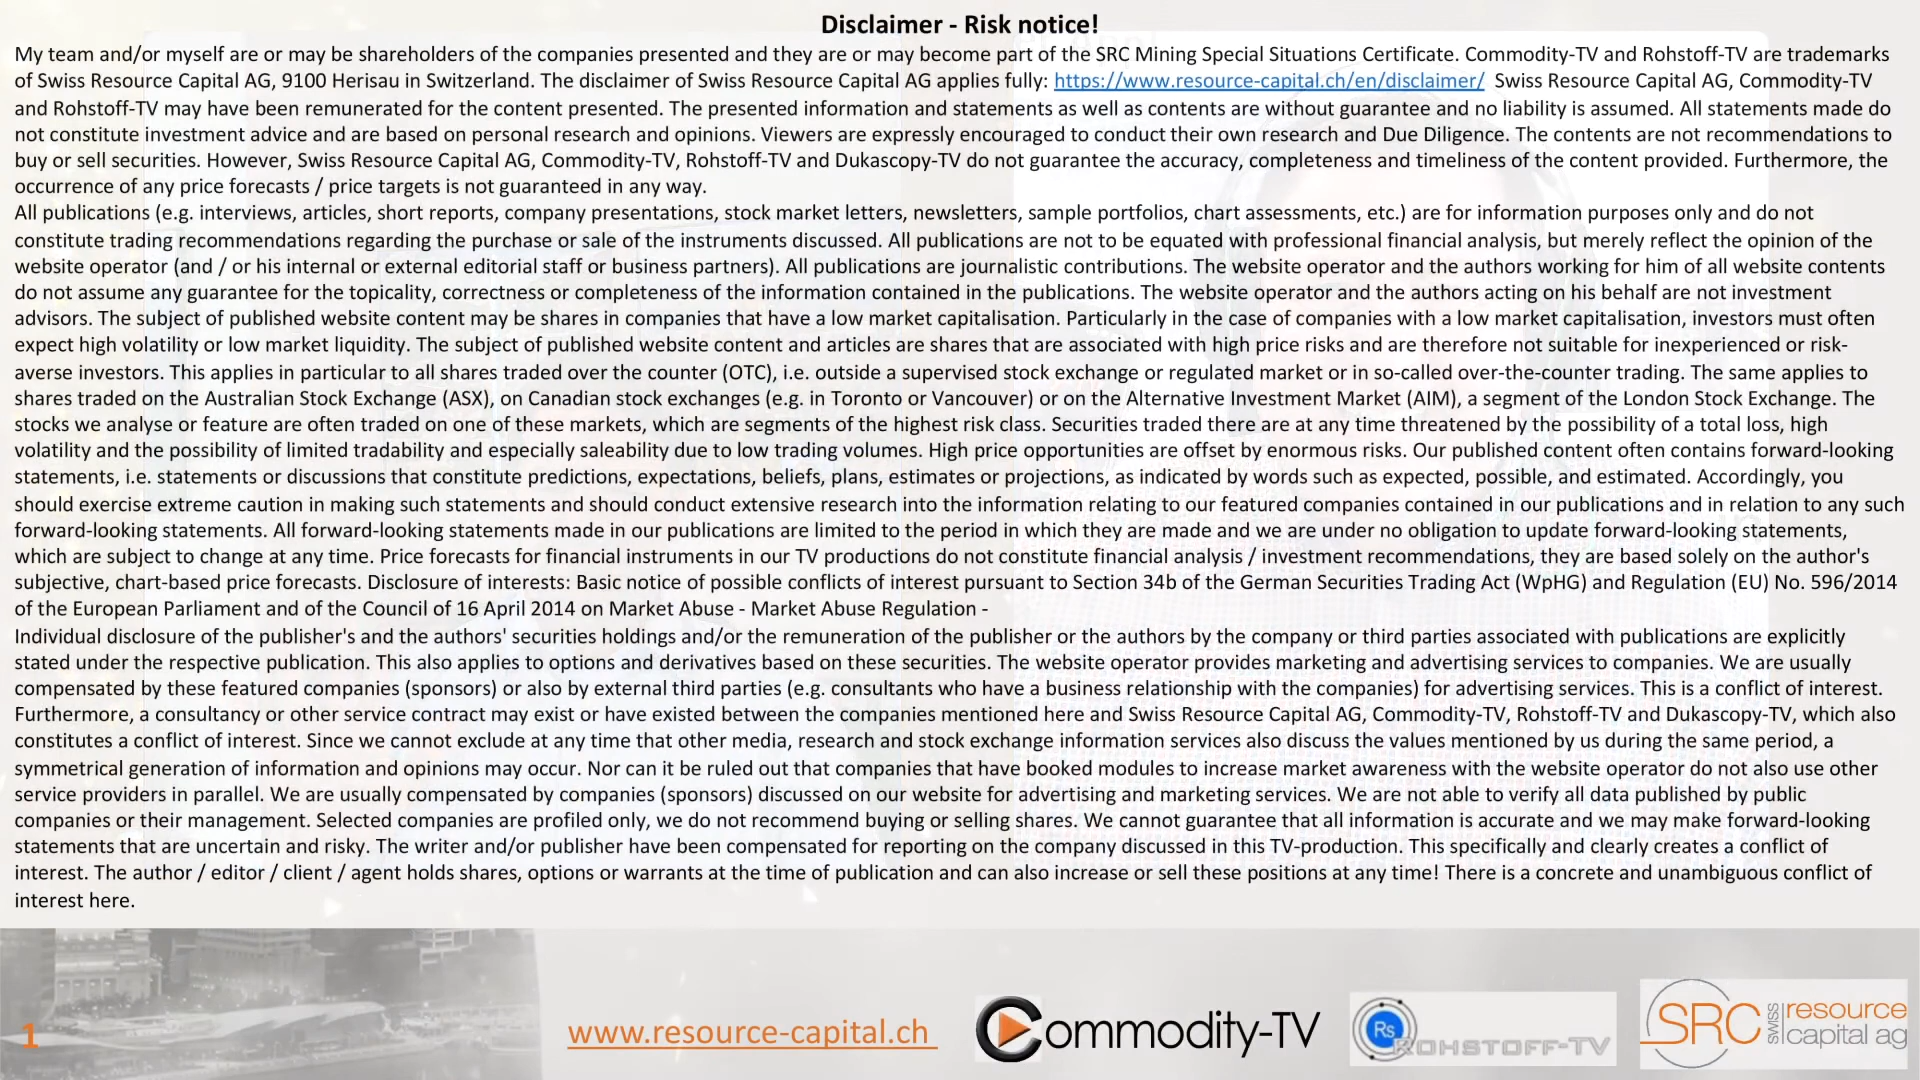 Disclaimer - Risk notice!
My team and/or myself are or may be shareholders of the companies presented and they are or may become part of the SRC Mining Special Situations Certificate. Commodity-TV and Rohstoff-TV are trademarks
of Swiss Resource Capital AG, 9100 Herisau in Switzerland. The disclaimer of Swiss Resource Capital AG applies fully: https://www.resource-capital.ch/en/disclaimer/ Swiss Resource Capital AG, Commodity-TV
and Rohstoff-TV may have been remunerated for the content presented. The presented information and statements as well as contents are without guarantee and no liability is assumed. All statements made do
not constitute investment advice and are based on personal research and opinions. Viewers are expressly encouraged to conduct their own research and Due Diligence. The contents are not recommendations to
buy or sell securities. However, Swiss Resource Capital AG, Commodity-TV, Rohstoff-TV and Dukascopy-TV do not guarantee the accuracy, completeness and timeliness of the content provided. Furthermore, the
occurrence of any price forecasts / price targets is not guaranteed in any way.
All publications (e.g. interviews, articles, short reports, company presentations, stock market letters, newsletters, sample portfolios, chart assessments, etc.) are for information purposes only and do not
constitute trading recommendations regarding the purchase or sale of the instruments discussed. All publications are not to be equated with professional financial analysis, but merely reflect the opinion of the
website operator (and / or his internal or external editorial staff or business partners). All publications are journalistic contributions. The website operator and the authors working for him of all website contents
do not assume any guarantee for the topicality, correctness or completeness of the information contained in the publications. The website operator and the authors acting on his behalf are not investment
advisors. The subject of published website content may be shares in companies that have a low market capitalisation. Particularly in the case of companies with a low market capitalisation, investors must often
expect high volatility or low market liquidity. The subject of published website content and articles are shares that are associated with high price risks and are therefore not suitable for inexperienced or risk-
averse investors. This applies in particular to all shares traded over the counter (OTC), i.e. outside a supervised stock exchange or regulated market or in so-called over-the-counter trading. The same applies to
shares traded on the Australian Stock Exchange (ASX), on Canadian stock exchanges (e.g. in Toronto or Vancouver) or on the Alternative Investment Market (AIM), a segment of the London Stock Exchange. The
stocks we analyse or feature are often traded on one of these markets, which are segments of the highest risk class. Securities traded there are at any time threatened by the possibility of a total loss, high
volatility and the possibility of limited tradability and especially saleability due to low trading volumes. High price opportunities are offset by enormous risks. Our published content often contains forward-looking
statements, i.e. statements or discussions that constitute predictions, expectations, beliefs, plans, estimates or projections, as indicated by words such as expected, possible, and estimated. Accordingly, you
should exercise extreme caution in making such statements and should conduct extensive research into the information relating to our featured companies contained in our publications and in relation to any such
forward-looking statements. All forward-looking statements made in our publications are limited to the period in which they are made and we are under no obligation to update forward-looking statements,
which are subject to change at any time. Price forecasts for financial instruments in our TV productions do not constitute financial analysis / investment recommendations, they are based solely on the author's
subjective, chart-based price forecasts. Disclosure of interests: Basic notice of possible conflicts of interest pursuant to Section 34b of the German Securities Trading Act (WpHG) and Regulation (EU) No. 596/2014
of the European Parliament and of the Council of 16 April 2014 on Market Abuse - Market Abuse Regulation -
Individual disclosure of the publisher's and the authors' securities holdings and/or the remuneration of the publisher or the authors by the company or third parties associated with publications are explicitly
stated under the respective publication. This also applies to options and derivatives based on these securities. The website operator provides marketing and advertising services to companies. We are usually
compensated by these featured companies (sponsors) or also by external third parties (e.g. consultants who have a business relationship with the companies) for advertising services. This is a conflict of interest.
Furthermore, a consultancy or other service contract may exist or have existed between the companies mentioned here and Swiss Resource Capital AG, Commodity-TV, Rohstoff-TV and Dukascopy-TV, which also
constitutes a conflict of interest. Since we cannot exclude at any time that other media, research and stock exchange information services also discuss the values mentioned by us during the same period, a
symmetrical generation of information and opinions may occur. Nor can it be ruled out that companies that have booked modules to increase market awareness with the website operator do not also use other
service providers in parallel. We are usually compensated by companies (sponsors) discussed on our website for advertising and marketing services. We are not able to verify all data published by public
companies or their management. Selected companies are profiled only, we do not recommend buying or selling shares. We cannot guarantee that all information is accurate and we may make forward-looking
statements that are uncertain and risky. The writer and/or publisher have been compensated for reporting on the company discussed in this TV-production. This specifically and clearly creates a conflict of
interest. The author / editor / client / agent holds shares, options or warrants at the time of publication and can also increase or sell these positions at any time! There is a concrete and unambiguous conflict of
interest here.
1
www.resource-capital.ch
Commodity-TV
Rs ROHSTOFF-TV
SRC SWISS resource capital ag